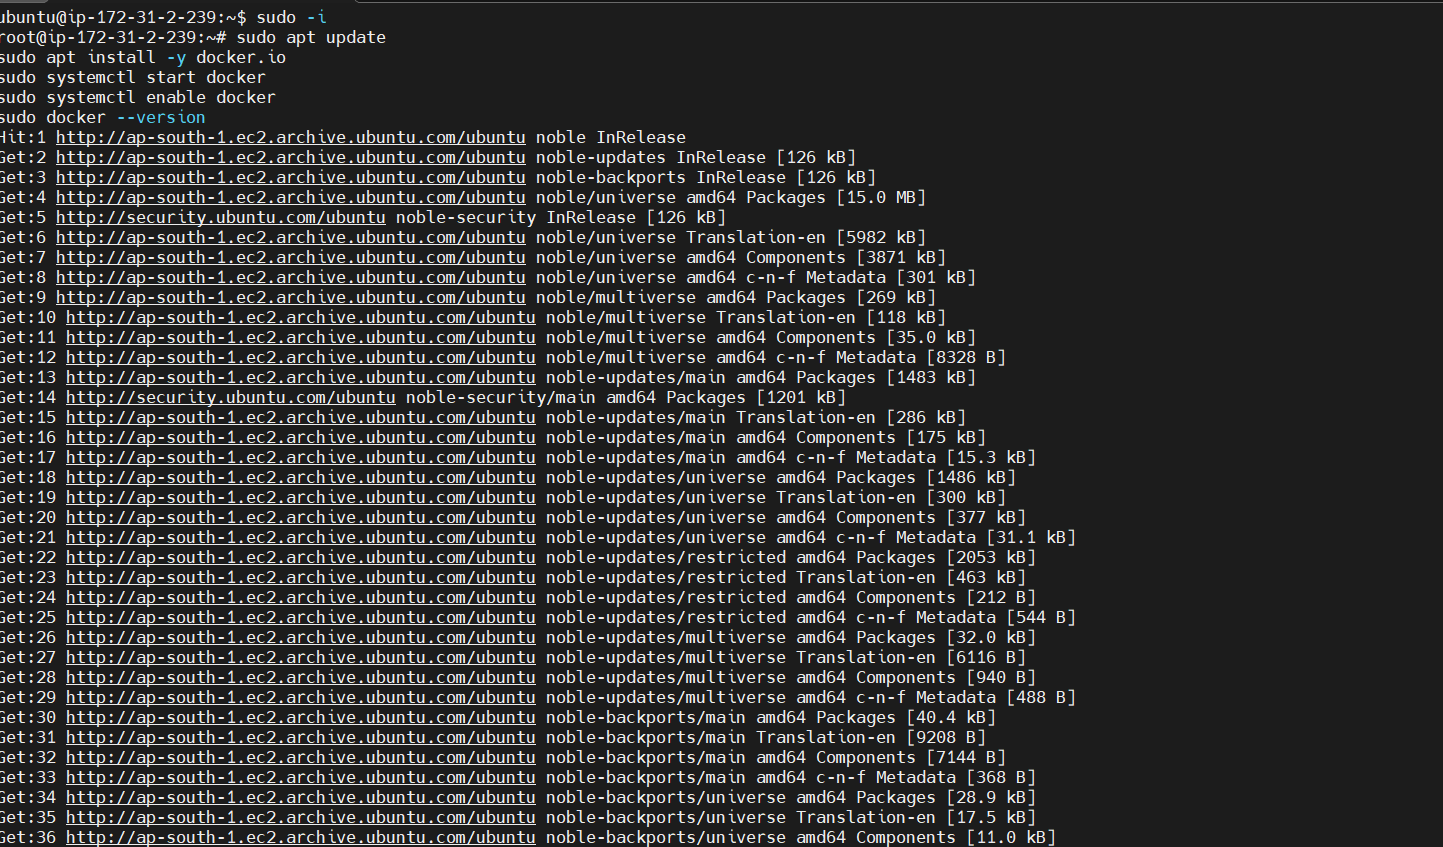 ubuntu@ip-172-31-2-239:~$ sudo -i
root@ip-172-31-2-239:~# sudo apt update
sudo apt install -y docker.io
sudo systemctl start docker
sudo systemctl enable docker
sudo docker --version
Hit:1 http://ap-south-1.ec2.archive.ubuntu.com/ubuntu noble InRelease
Get:2 http://ap-south-1.ec2.archive.ubuntu.com/ubuntu noble-updates InRelease [126 kB]
Get:3 http://ap-south-1.ec2.archive.ubuntu.com/ubuntu noble-backports InRelease [126 kB]
Get:4 http://ap-south-1.ec2.archive.ubuntu.com/ubuntu noble/universe amd64 Packages [15.0 MB]
Get:5 http://security.ubuntu.com/ubuntu noble-security InRelease [126 kB]
Get:6 http://ap-south-1.ec2.archive.ubuntu.com/ubuntu noble/universe Translation-en [5982 kB]
Get:7 http://ap-south-1.ec2.archive.ubuntu.com/ubuntu noble/universe amd64 Components [3871 kB]
Get:8 http://ap-south-1.ec2.archive.ubuntu.com/ubuntu noble/universe amd64 c-n-f Metadata [301 kB]
Get:9 http://ap-south-1.ec2.archive.ubuntu.com/ubuntu noble/multiverse amd64 Packages [269 kB]
Get:10 http://ap-south-1.ec2.archive.ubuntu.com/ubuntu noble/multiverse Translation-en [118 kB]
Get:11 http://ap-south-1.ec2.archive.ubuntu.com/ubuntu noble/multiverse amd64 Components [35.0 kB]
Get:12 http://ap-south-1.ec2.archive.ubuntu.com/ubuntu noble/multiverse amd64 c-n-f Metadata [8328 B]
Get:13 http://ap-south-1.ec2.archive.ubuntu.com/ubuntu noble-updates/main amd64 Packages [1483 kB]
Get:14 http://security.ubuntu.com/ubuntu noble-security/main amd64 Packages [1201 kB]
Get:15 http://ap-south-1.ec2.archive.ubuntu.com/ubuntu noble-updates/main Translation-en [286 kB]
Get:16 http://ap-south-1.ec2.archive.ubuntu.com/ubuntu noble-updates/main amd64 Components [175 kB]
Get:17 http://ap-south-1.ec2.archive.ubuntu.com/ubuntu noble-updates/main amd64 c-n-f Metadata [15.3 kB]
Get:18 http://ap-south-1.ec2.archive.ubuntu.com/ubuntu noble-updates/universe amd64 Packages [1486 kB]
Get:19 http://ap-south-1.ec2.archive.ubuntu.com/ubuntu noble-updates/universe Translation-en [300 kB]
Get:20 http://ap-south-1.ec2.archive.ubuntu.com/ubuntu noble-updates/universe amd64 Components [377 kB]
Get:21 http://ap-south-1.ec2.archive.ubuntu.com/ubuntu noble-updates/universe amd64 c-n-f Metadata [31.1 kB]
Get:22 http://ap-south-1.ec2.archive.ubuntu.com/ubuntu noble-updates/restricted amd64 Packages [2053 kB]
Get:23 http://ap-south-1.ec2.archive.ubuntu.com/ubuntu noble-updates/restricted Translation-en [463 kB]
Get:24 http://ap-south-1.ec2.archive.ubuntu.com/ubuntu noble-updates/restricted amd64 Components [212 B]
Get:25 http://ap-south-1.ec2.archive.ubuntu.com/ubuntu noble-updates/restricted amd64 c-n-f Metadata [544 B]
Get:26 http://ap-south-1.ec2.archive.ubuntu.com/ubuntu noble-updates/multiverse amd64 Packages [32.0 kB]
Get:27 http://ap-south-1.ec2.archive.ubuntu.com/ubuntu noble-updates/multiverse Translation-en [6116 B]
Get:28 http://ap-south-1.ec2.archive.ubuntu.com/ubuntu noble-updates/multiverse amd64 Components [940 B]
Get:29 http://ap-south-1.ec2.archive.ubuntu.com/ubuntu noble-updates/multiverse amd64 c-n-f Metadata [488 B]
Get:30 http://ap-south-1.ec2.archive.ubuntu.com/ubuntu noble-backports/main amd64 Packages [40.4 kB]
Get:31 http://ap-south-1.ec2.archive.ubuntu.com/ubuntu noble-backports/main Translation-en [9208 B]
Get:32 http://ap-south-1.ec2.archive.ubuntu.com/ubuntu noble-backports/main amd64 Components [7144 B]
Get:33 http://ap-south-1.ec2.archive.ubuntu.com/ubuntu noble-backports/main amd64 c-n-f Metadata [368 B]
Get:34 http://ap-south-1.ec2.archive.ubuntu.com/ubuntu noble-backports/universe amd64 Packages [28.9 kB]
Get:35 http://ap-south-1.ec2.archive.ubuntu.com/ubuntu noble-backports/universe Translation-en [17.5 kB]
Get:36 http://ap-south-1.ec2.archive.ubuntu.com/ubuntu noble-backports/universe amd64 Components [11.0 kB]